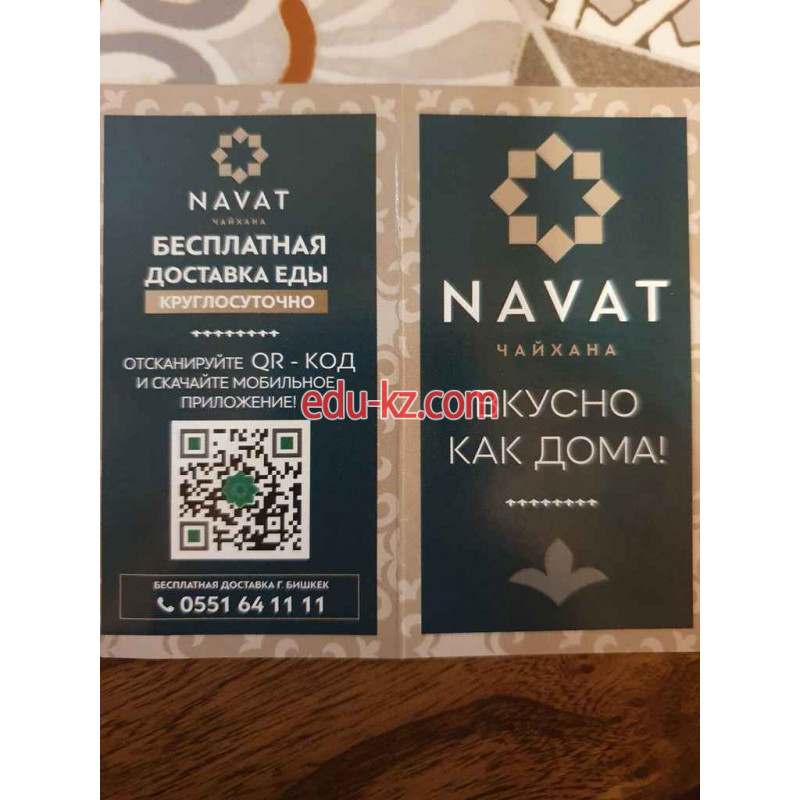 NAVAT
ЧАЙХАНА
БЕСПЛАТНАЯ
ДОСТАВКА ЕДЫ
КРУГЛОСУТОЧНО
ОТСКАНИРУЙТЕ QR - КОД
И СКАЧАЙТЕ МОБИЛЬНОЕ
ПРИЛОЖЕНИЕ!
БЕСПЛАТНАЯ ДОСТАВКА Г. БИШКЕК
0551 64 11 11
NAVAT
ЧАЙХАНА
ВКУСНО
КАК ДОМА!
edu-kz.com